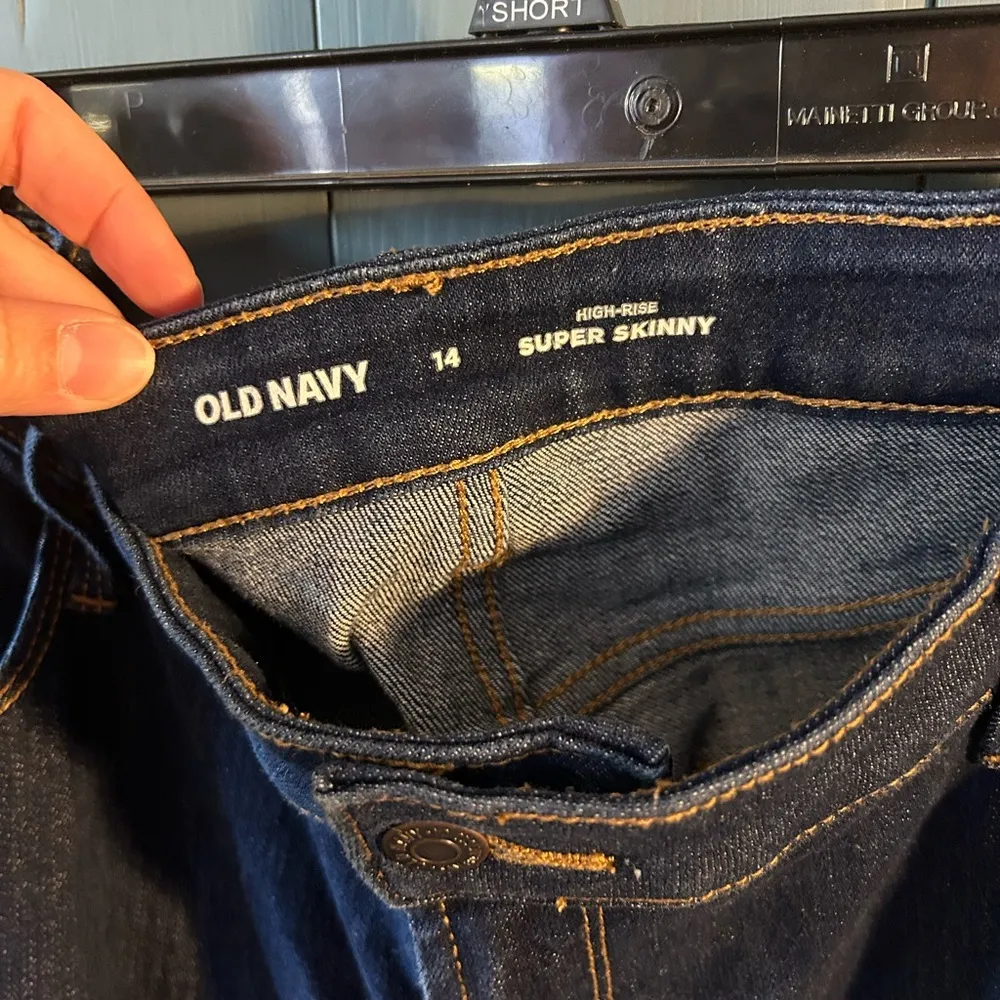 SHORT
MAINETTI GROUP
HIGH-RISE
OLD NAVY 14 SUPER SKINNY